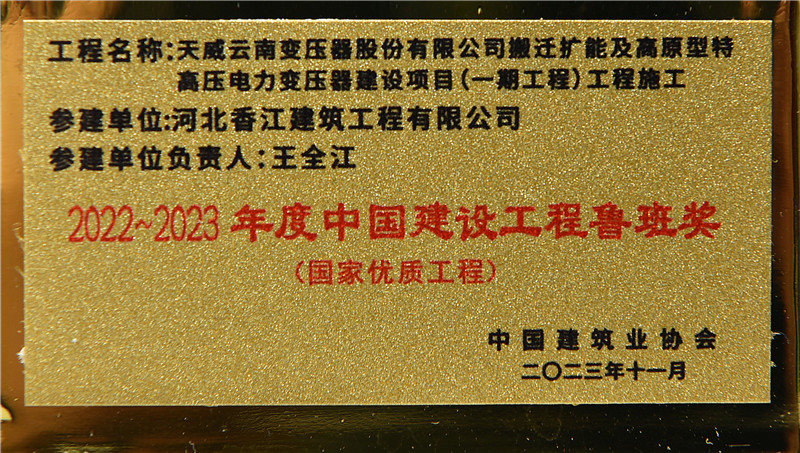 工程名称:天威云南变压器股份有限公司搬迁扩能及高原型特
高压电力变压器建设项目(一期工程)工程施工
参建单位:河北香江建筑工程有限公司
参建单位负责人:王全江
2022~2023年度中国建设工程鲁班奖
(国家优质工程)
中国建筑业协会
二〇二三年十一月